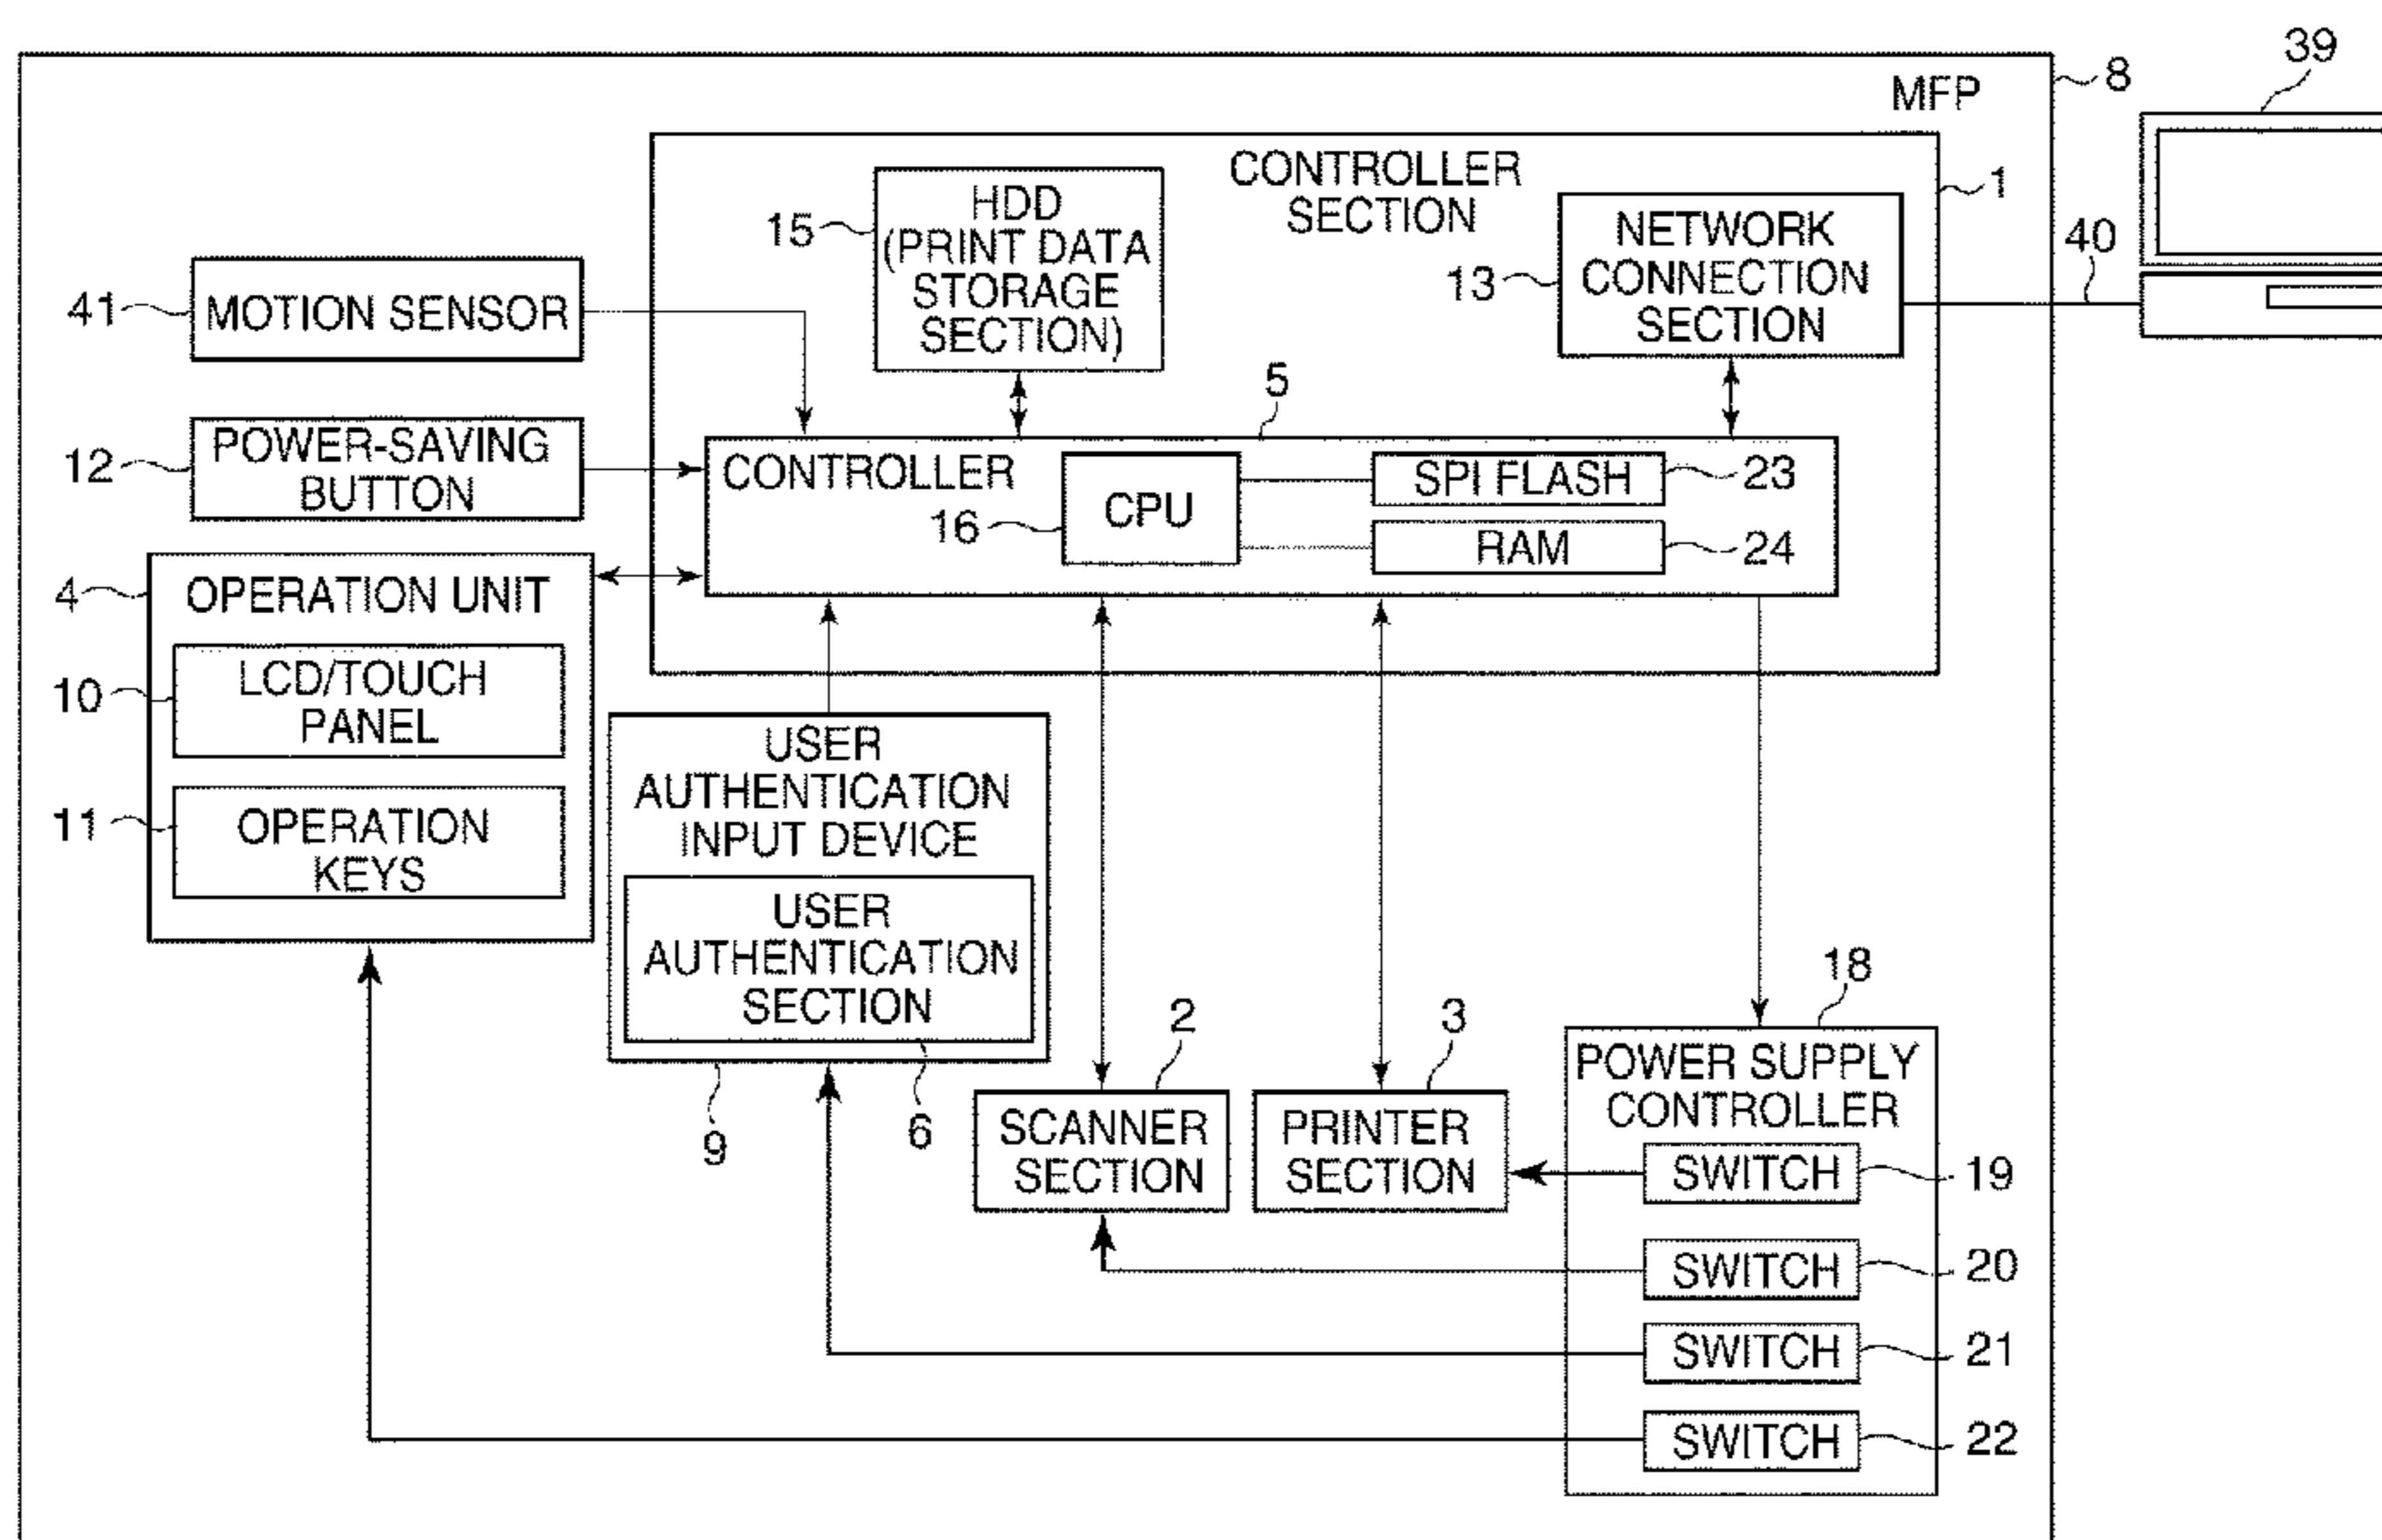 39
MFP
8
CONTROLLER
SECTION
1
HDD
(PRINT DATA
STORAGE
SECTION)
15
NETWORK
CONNECTION
SECTION
13
40
41
MOTION SENSOR
5
12
POWER-SAVING
BUTTON
CONTROLLER
16
CPU
SPI FLASH
23
RAM
24
4
OPERATION UNIT
10
LCD/TOUCH
PANEL
11
OPERATION
KEYS
USER
AUTHENTICATION
INPUT DEVICE
USER
AUTHENTICATION
SECTION
9
6
2
SCANNER
SECTION
3
PRINTER
SECTION
18
POWER SUPPLY
CONTROLLER
SWITCH
19
SWITCH
20
SWITCH
21
SWITCH
22